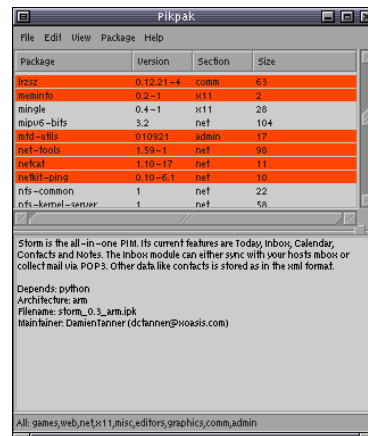 Pikpak
File Edit View Package Help
Package Version Section Size
lrzsz 0.12.21-4 comm 63
meminfo 0.2-1 x11 2
mingle 0.4-1 x11 28
mipv6-bits 3.2 net 104
mtd-utils 010921 admin 17
net-tools 1.59-1 net 98
netcat 1.10-17 net 11
netkit-ping 0.10-6.1 net 10
nfs-common 1 net 22
nfs-kernel-server 1 net 58
Storm is the all-in-one PIM. Its current features are Today, Inbox, Calendar,
Contacts and Notes. The Inbox module can either sync with your hosts mbox or
collect mail via POP3. Other data like contacts is stored as in the xml format.
Depends: python
Architecture: arm
Filename: storm_0.3_arm.ipk
Maintainer: DamienTanner (dctanner@xoasis.com)
All: games,web,net,x11,misc,editors,graphics,comm,admin